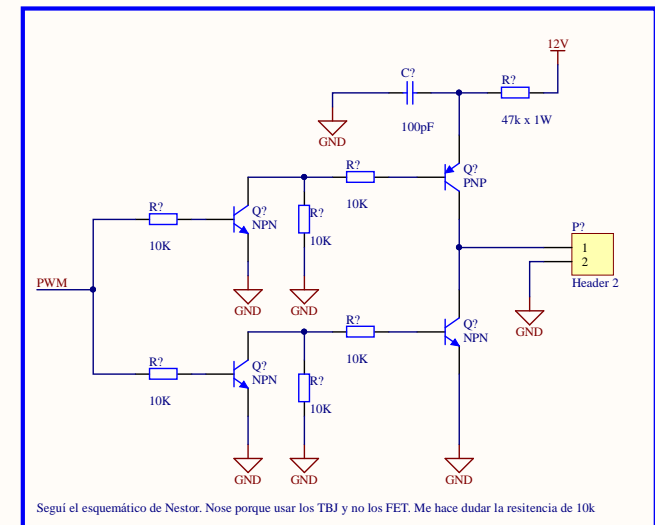 12V
C?
R?
100pF
47k x 1W
GND
R?
Q?
PNP
10K
R?
Q?
NPN
R?
10K
10K
P?
1
2
Header 2
PWM
GND
GND
GND
R?
Q?
NPN
10K
R?
Q?
NPN
R?
10K
10K
GND
GND
GND
Seguí el esquemático de Nestor. Nose porque usar los TBJ y no los FET. Me hace dudar la resitencia de 10k